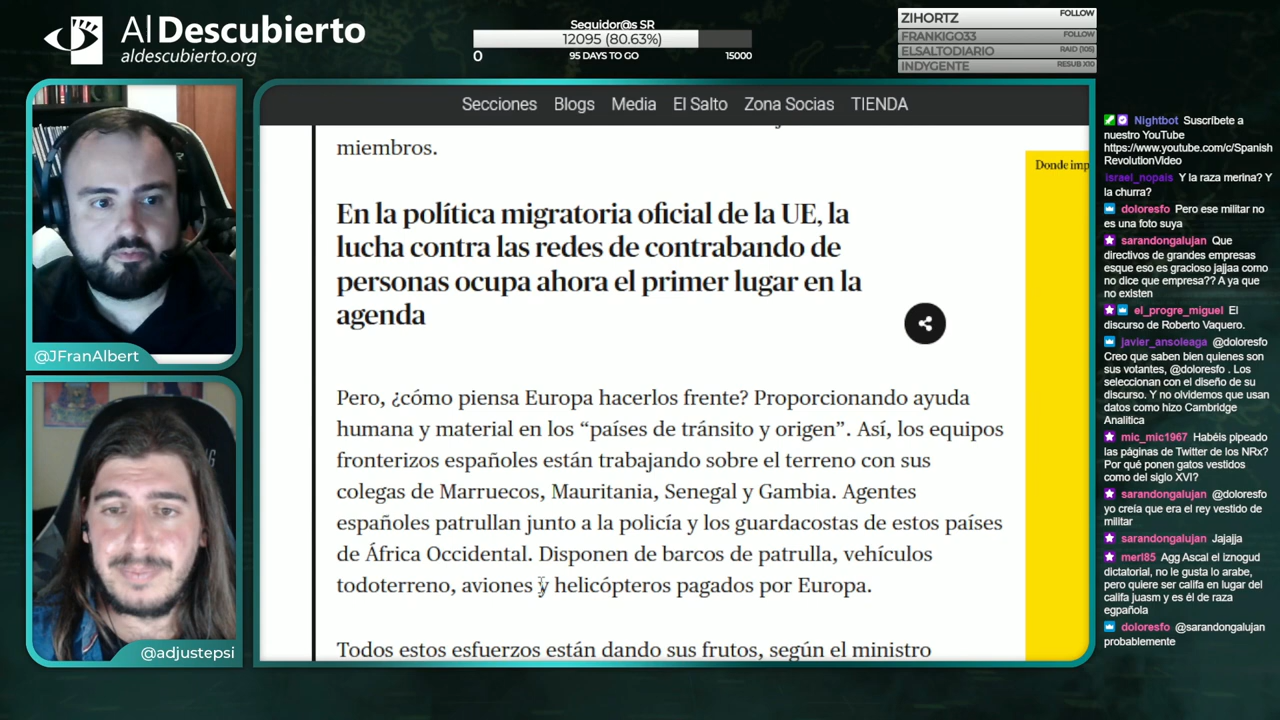 Al Descubierto
aldescubierto.org
Seguidor@s SR
12095 (80.63%)
0
95 DAYS TO GO
15000
ZIHORTZ FOLLOW
FRANKIGO33 FOLLOW
ELSALTODIARIO RAID (105)
INDYGENTE RESUB X10
Secciones Blogs Media El Salto Zona Socias TIENDA
miembros.
Donde imp
En la política migratoria oficial de la UE, la
lucha contra las redes de contrabando de
personas ocupa ahora el primer lugar en la
agenda
Pero, ¿cómo piensa Europa hacerlos frente? Proporcionando ayuda
humana y material en los “países de tránsito y origen”. Así, los equipos
fronterizos españoles están trabajando sobre el terreno con sus
colegas de Marruecos, Mauritania, Senegal y Gambia. Agentes
españoles patrullan junto a la policía y los guardacostas de estos países
de África Occidental. Disponen de barcos de patrulla, vehículos
todoterreno, aviones y helicópteros pagados por Europa.
Todos estos esfuerzos están dando sus frutos, según el ministro
@JFranAlbert
@adjustepsi
Nightbot Suscríbete a
nuestro YouTube
https://www.youtube.com/c/Spanish
RevolutionVideo
israel_nopais Y la raza merina? Y
la churra?
doloresfo Pero ese militar no
es una foto suya
sarandongalujan Que
directivos de grandes empresas
esque eso es gracioso jajjaa como
no dice que empresa?? A ya que
no existen
el_progre_miguel El
discurso de Roberto Vaquero.
javier_ansoleaga @doloresfo
Creo que saben bien quienes son
sus votantes, @doloresfo . Los
seleccionan con el diseño de su
discurso. Y no olvidemos que usan
datos como hizo Cambridge
Analitica
mic_mic1967 Habéis pipeado
las páginas de Twitter de los NRx?
Por qué ponen gatos vestidos
como del siglo XVI?
sarandongalujan @doloresfo
yo creía que era el rey vestido de
militar
sarandongalujan Jajajja
merl85 Agg Ascal el iznogud
dictatorial, no le gusta lo arabe,
pero quiere ser califa en lugar del
califa juasm y es él de raza
egpañola
doloresfo @sarandongalujan
probablemente